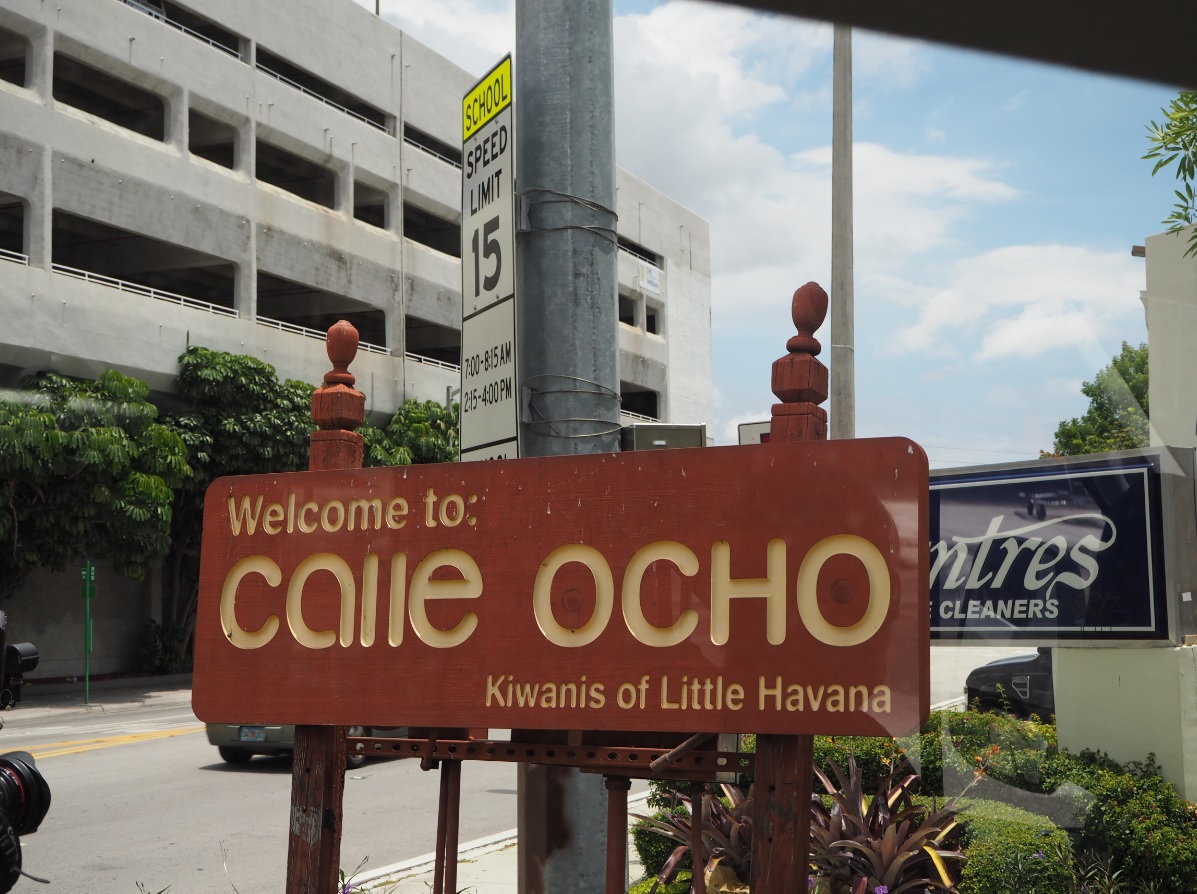 SCHOOL
SPEED
LIMIT
15
7:00-8:15 AM
2:15-4:00 PM
Welcome to:
calle OCHO
Kiwanis of Little Havana
CLEANERS